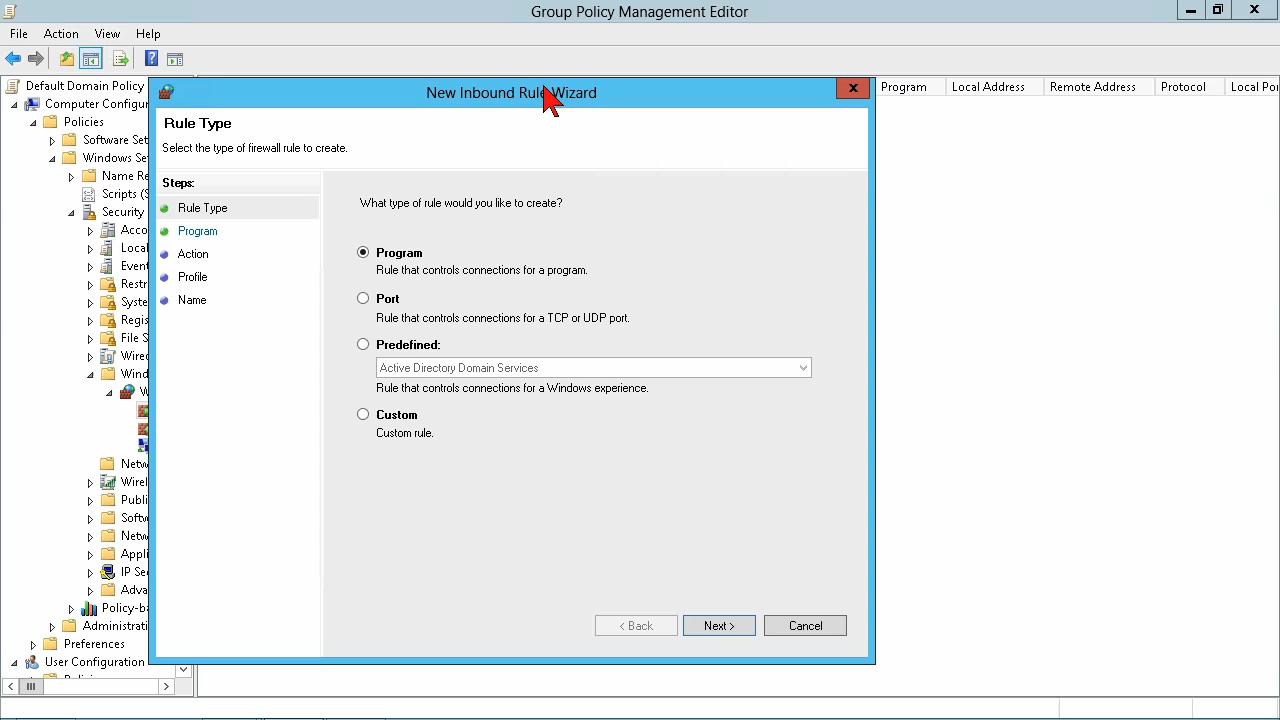 Group Policy Management Editor
File Action View Help
Default Domain Policy
Computer Configur
Policies
Software Set
Windows Se
Name Re
Scripts (S
Security
Acco
Local
Event
Restr
Syste
Regis
File S
Wired
Wind
W
Netw
Wirel
Publi
Softw
Netw
Appli
IP Se
Adva
Policy-ba
Administrati
Preferences
User Configuration
New Inbound Rule Wizard
Rule Type
Select the type of firewall rule to create.
Steps:
Rule Type
Program
Action
Profile
Name
What type of rule would you like to create?
Program
Rule that controls connections for a program.
Port
Rule that controls connections for a TCP or UDP port.
Predefined:
Active Directory Domain Services
Rule that controls connections for a Windows experience.
Custom
Custom rule.
< Back Next > Cancel
Program Local Address Remote Address Protocol Local Por